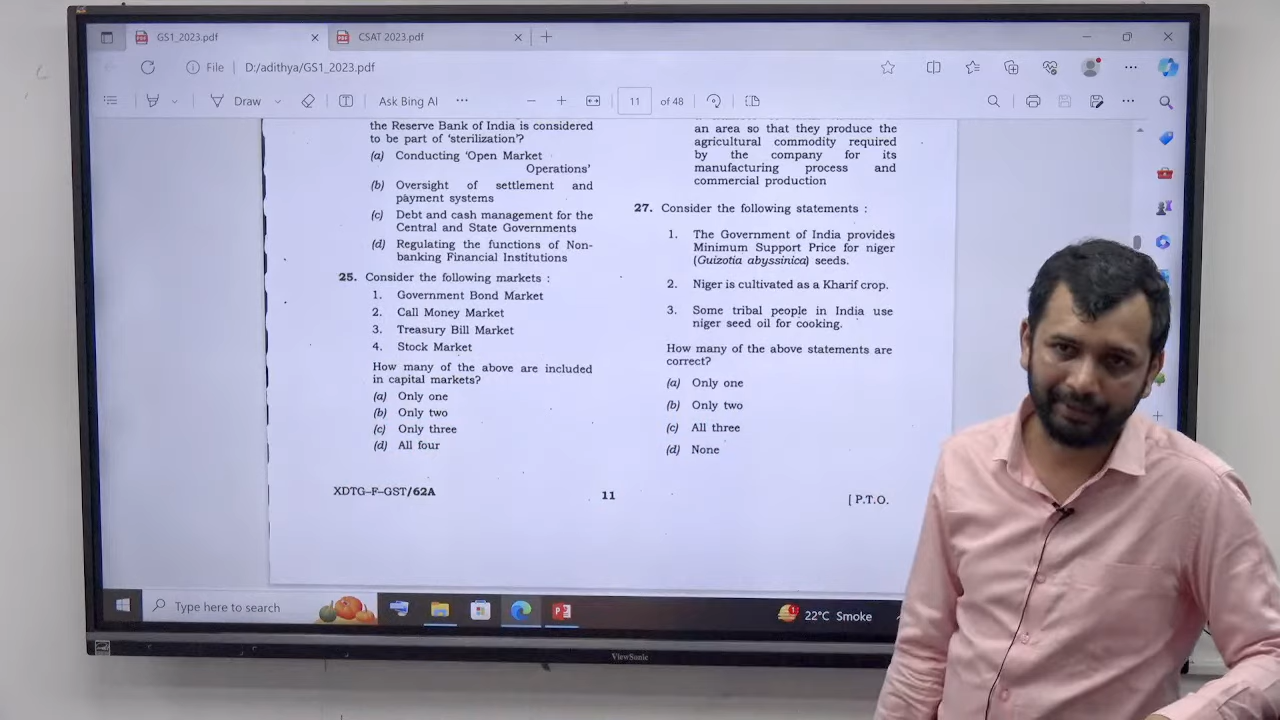 GS1_2023.pdf
CSAT 2023.pdf
File
D:/adithya/GS1_2023.pdf
Draw
Ask Bing AI
11
of 48
the Reserve Bank of India is considered
to be part of 'sterilization'?
(a) Conducting 'Open Market
Operations'
(b) Oversight of settlement and
payment systems
(c) Debt and cash management for the
Central and State Governments
(d) Regulating the functions of Non-
banking Financial Institutions
25. Consider the following markets :
1. Government Bond Market
2. Call Money Market
3. Treasury Bill Market
4. Stock Market
How many of the above are included
in capital markets?
(a) Only one
(b) Only two
(c) Only three
(d) All four
XDTG-F-GST/62A
11
an area so that they produce the
agricultural commodity required
by the company for its
manufacturing process and
commercial production
27. Consider the following statements :
1. The Government of India provides
Minimum Support Price for niger
(Guizotia abyssinica) seeds.
2. Niger is cultivated as a Kharif crop.
3. Some tribal people in India use
niger seed oil for cooking.
How many of the above statements are
correct?
(a) Only one
(b) Only two
(c) All three
(d) None
[ P.T.O.
Type here to search
1
22°C Smoke
ViewSonic